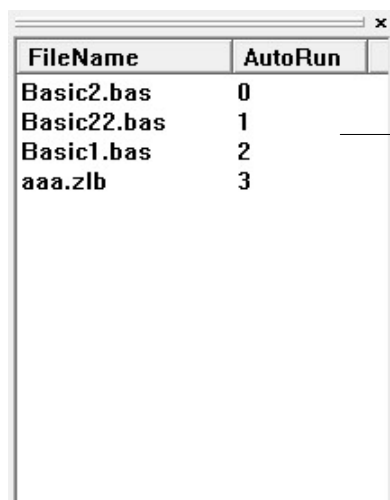 FileName AutoRun
Basic2.bas 0
Basic22.bas 1
Basic1.bas 2
aaa.zlb 3